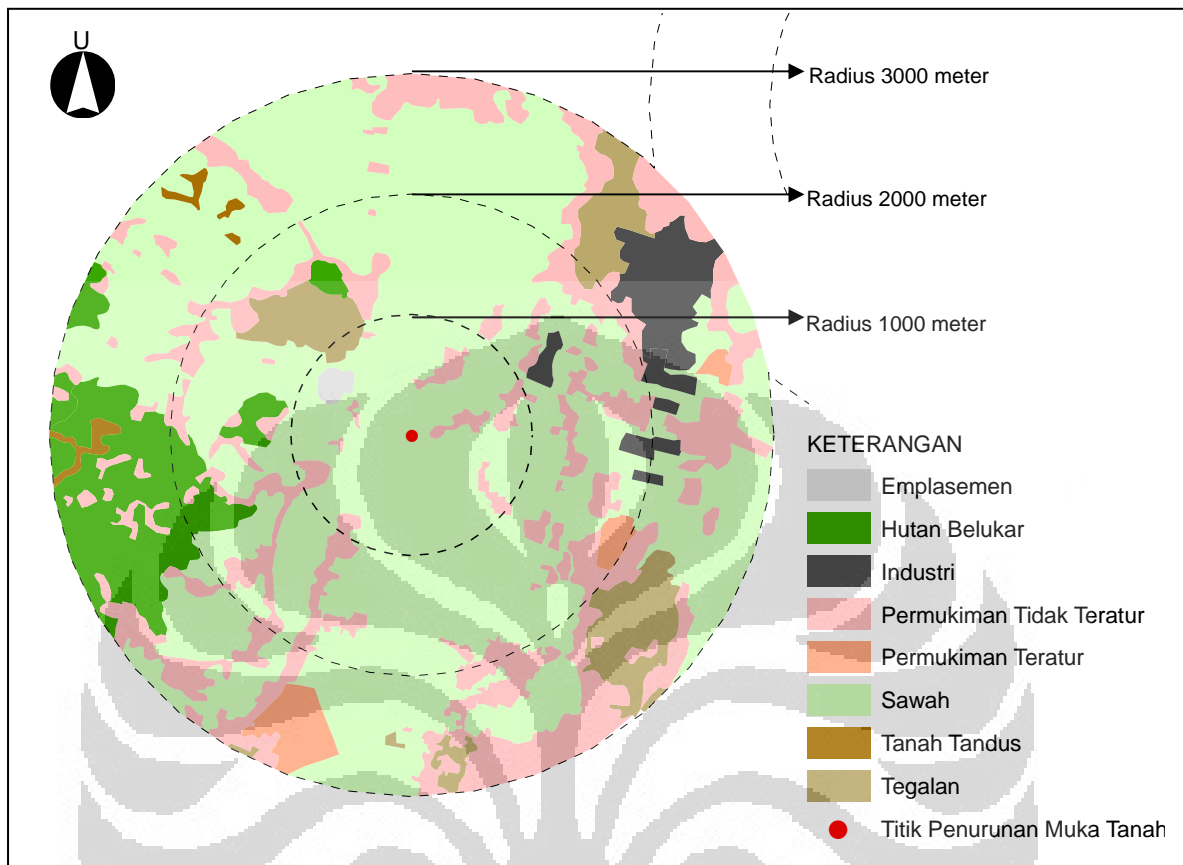 U
Radius 3000 meter
Radius 2000 meter
Radius 1000 meter
KETERANGAN
Emplasemen
Hutan Belukar
Industri
Permukiman Tidak Teratur
Permukiman Teratur
Sawah
Tanah Tandus
Tegalan
Titik Penurunan Muka Tanah